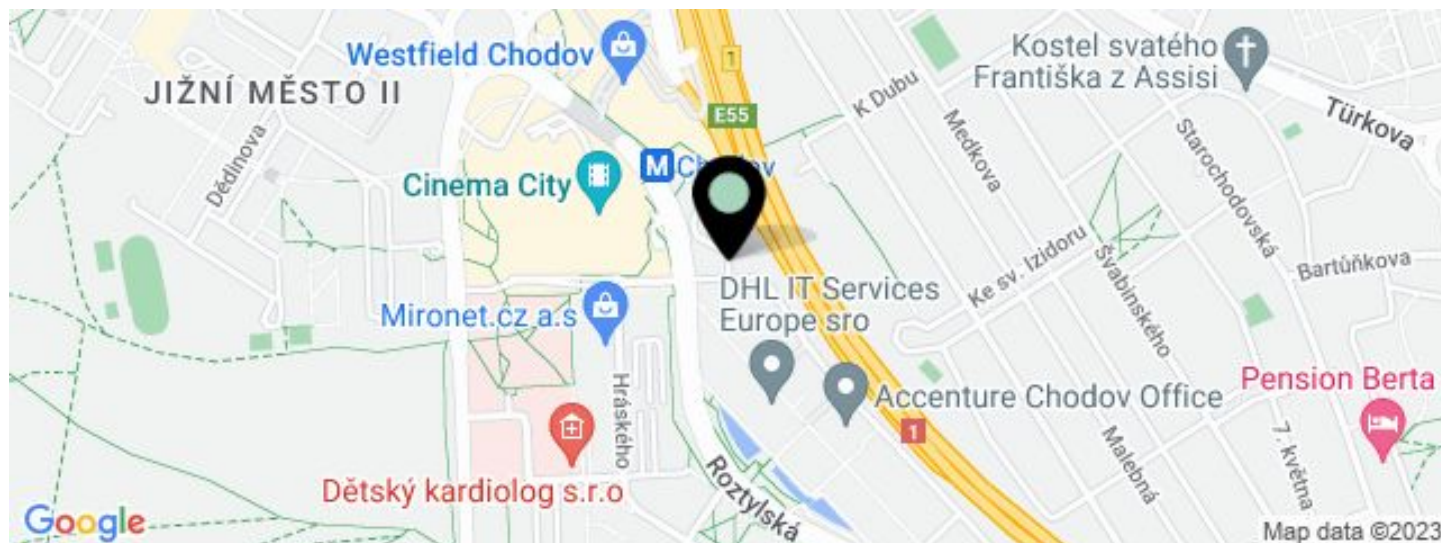 Westfield Chodov
1
Kostel svatého
Františka z Assisi
JIŽNÍ MĚSTO II
K Dubu
E55
Türkova
Dědinova
Medkova
Starochodovská
Cinema City
M Chodov
Ke sv. Izidoru
Švabinského
Bartůňkova
DHL IT Services
Europe sro
Mironet.cz a.s
Pension Berta
Hráského
Accenture Chodov Office
1
Malebná
7. května
Dětský kardiolog s.r.o
Roztylská
Google
Map data ©2023